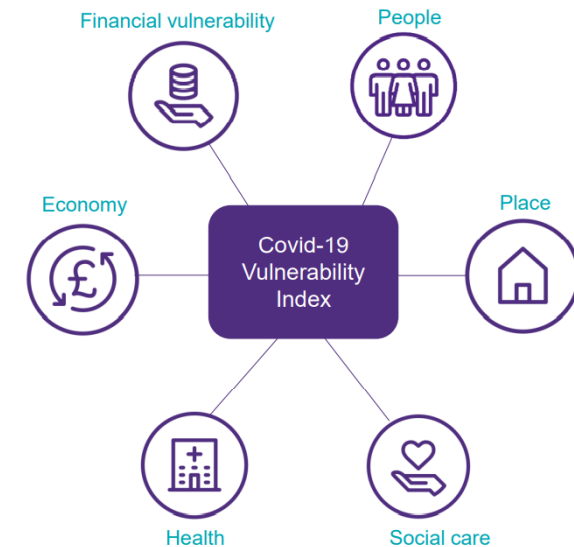 Financial vulnerability
People
Economy
Place
Covid-19
Vulnerability
Index
£
Health
Social care